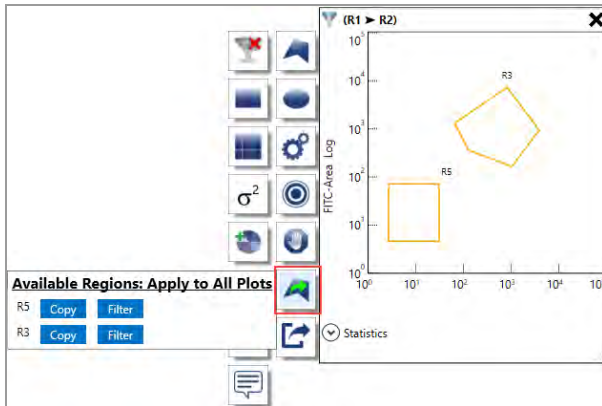 (R1 ➤ R2)
R3
R5
FITC-Area Log
10⁵
10⁴
10³
10²
10¹
10⁰
10⁰
10¹
10²
10³
10⁴
σ²
Available Regions: Apply to All Plots
R5 Copy Filter
R3 Copy Filter
Statistics